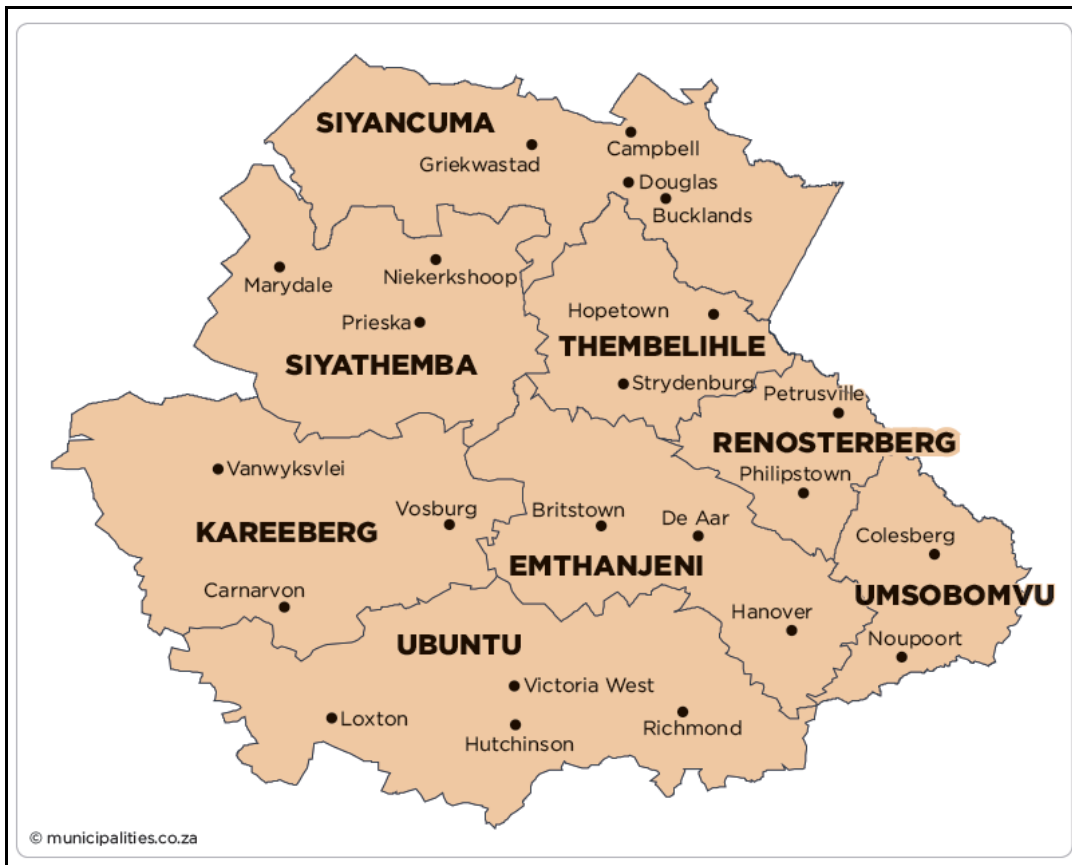 SIYANCUMA
Griekwastad
Campbell
Douglas
Bucklands
Marydale
Niekerkshoop
Prieska
SIYATHEMBA
Hopetown
THEMBELIHLE
Strydenburg
Petrusville
RENOSTERBERG
Philipstown
Vanwyksvlei
Vosburg
KAREEBERG
Carnarvon
Britstown
De Aar
EMTHANJENI
Hanover
Colesberg
UMSOBOMVU
Noupoort
UBUNTU
Victoria West
Loxton
Hutchinson
Richmond
© municipalities.co.za